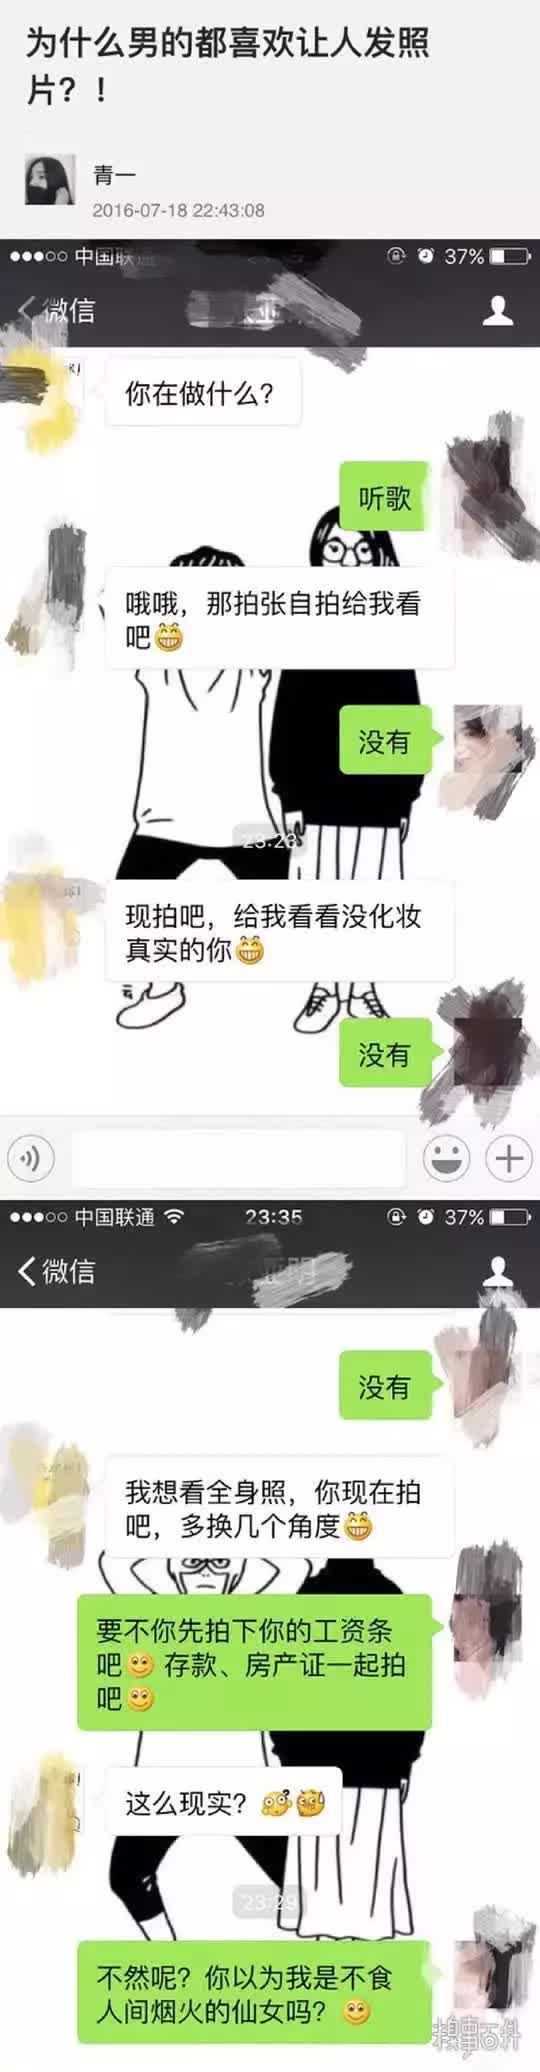 为什么男的都喜欢让人发照
片？！
青一
2016-07-18 22:43:08
中国联通
37%
微信
你在做什么？
听歌
哦哦，那拍张自拍给我看
吧
没有
23:23
现拍吧，给我看看没化妆
真实的你
没有
中国联通
23:35
37%
微信
没有
我想看全身照，你现在拍
吧，多换几个角度
要不你先拍下你的工资条
吧 存款、房产证一起拍
吧
这么现实？
23:29
不然呢？你以为我是不食
人间烟火的仙女吗？
糗事百科